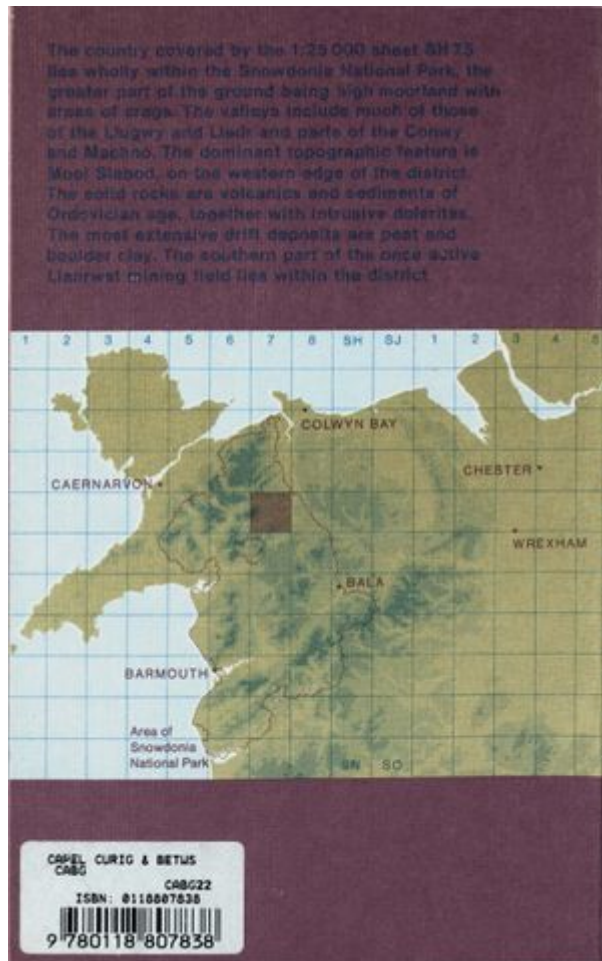 The country covered by the 1:25 000 sheet SH 75
lies wholly within the Snowdonia National Park, the
greater part of the ground being high moorland with
areas of crags. The valleys include much of those
of the Llugwy and Lledr and parts of the Conwy
and Machno. The dominant topographic feature is
Moel Siabod, on the western edge of the district.
The solid rocks are volcanics and sediments of
Ordovician age, together with intrusive dolerites.
The most extensive drift deposits are peat and
boulder clay. The southern part of the once active
Llanrwst mining field lies within the district
1 2 3 4 5 6 7 8 SH SJ 1 2 3 4 5
COLWYN BAY
CHESTER
CAERNARVON
WREXHAM
BALA
BARMOUTH
Area of
Snowdonia
National Park
SN SO
CAPEL CURIG & BETWS
CABG
CABG22
ISBN: 0118807838
9 780118 807838